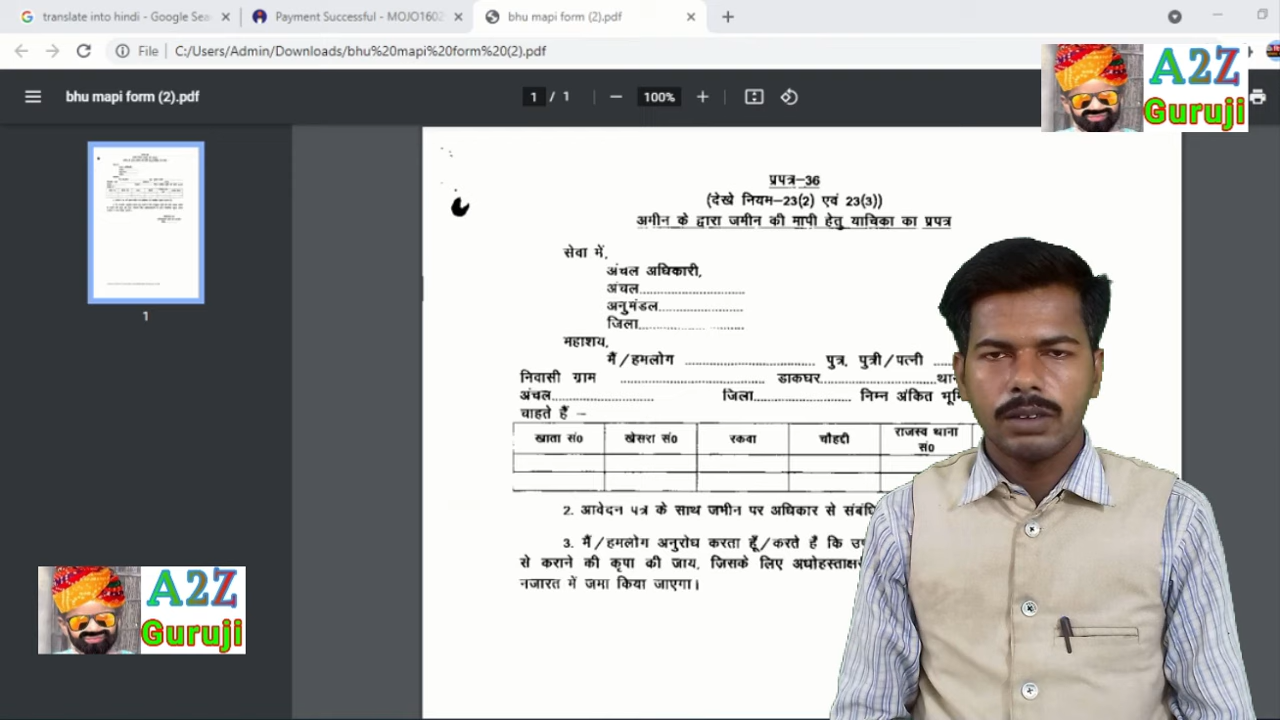 translate into hindi - Google Sea
Payment Successful - MOJO1602
bhu mapi form (2).pdf
File
C:/Users/Admin/Downloads/bhu%20mapi%20form%20(2).pdf
bhu mapi form (2).pdf
1 / 1
100%
A2Z
Guruji
1
प्रपत्र-36
(देखे नियम-23(2) एवं 23(3))
अमीन के द्वारा जमीन की मापी हेतु याचिका का प्रपत्र
सेवा में,
अंचल अधिकारी,
अंचल
अनुमंडल
जिला
महाशय,
मैं/हमलोग पुत्र, पुत्री/पत्नी
निवासी ग्राम डाकघर
अंचल जिला निम्न अंकित
चाहते हैं –
खाता सं0 खेसरा सं0 रकवा चौहद्दी राजस्व थाना सं0
2. आवेदन पत्र के साथ जमीन पर अधिकार से
3. मैं/हमलोग अनुरोध करता हूँ/करते हैं कि
से कराने की कृपा की जाय, जिसके लिए
नजारत में जमा किया जाएगा।
A2Z
Guruji